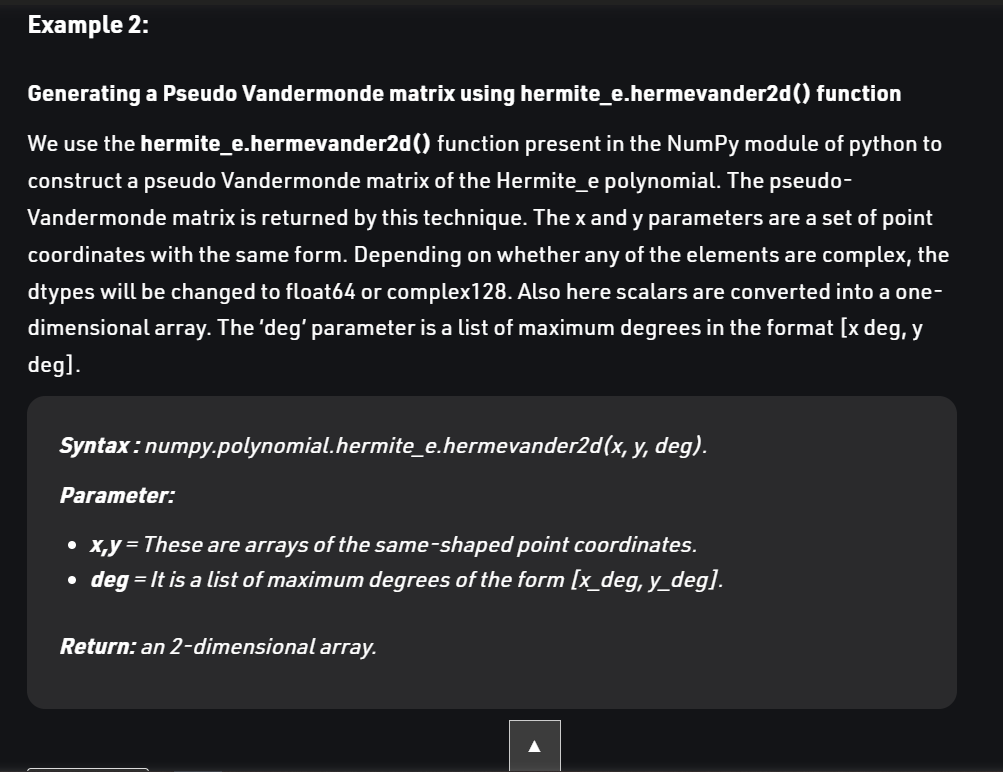 Example 2:
Generating a Pseudo Vandermonde matrix using hermite_e.hermevander2d() function
We use the hermite_e.hermevander2d() function present in the NumPy module of python to
construct a pseudo Vandermonde matrix of the Hermite_e polynomial. The pseudo-
Vandermonde matrix is returned by this technique. The x and y parameters are a set of point
coordinates with the same form. Depending on whether any of the elements are complex, the
dtypes will be changed to float64 or complex128. Also here scalars are converted into a one-
dimensional array. The 'deg' parameter is a list of maximum degrees in the format [x deg, y
deg].
Syntax : numpy.polynomial.hermite_e.hermevander2d(x, y, deg).
Parameter:
• x,y = These are arrays of the same-shaped point coordinates.
• deg = It is a list of maximum degrees of the form [x_deg, y_deg].
Return: an 2-dimensional array.